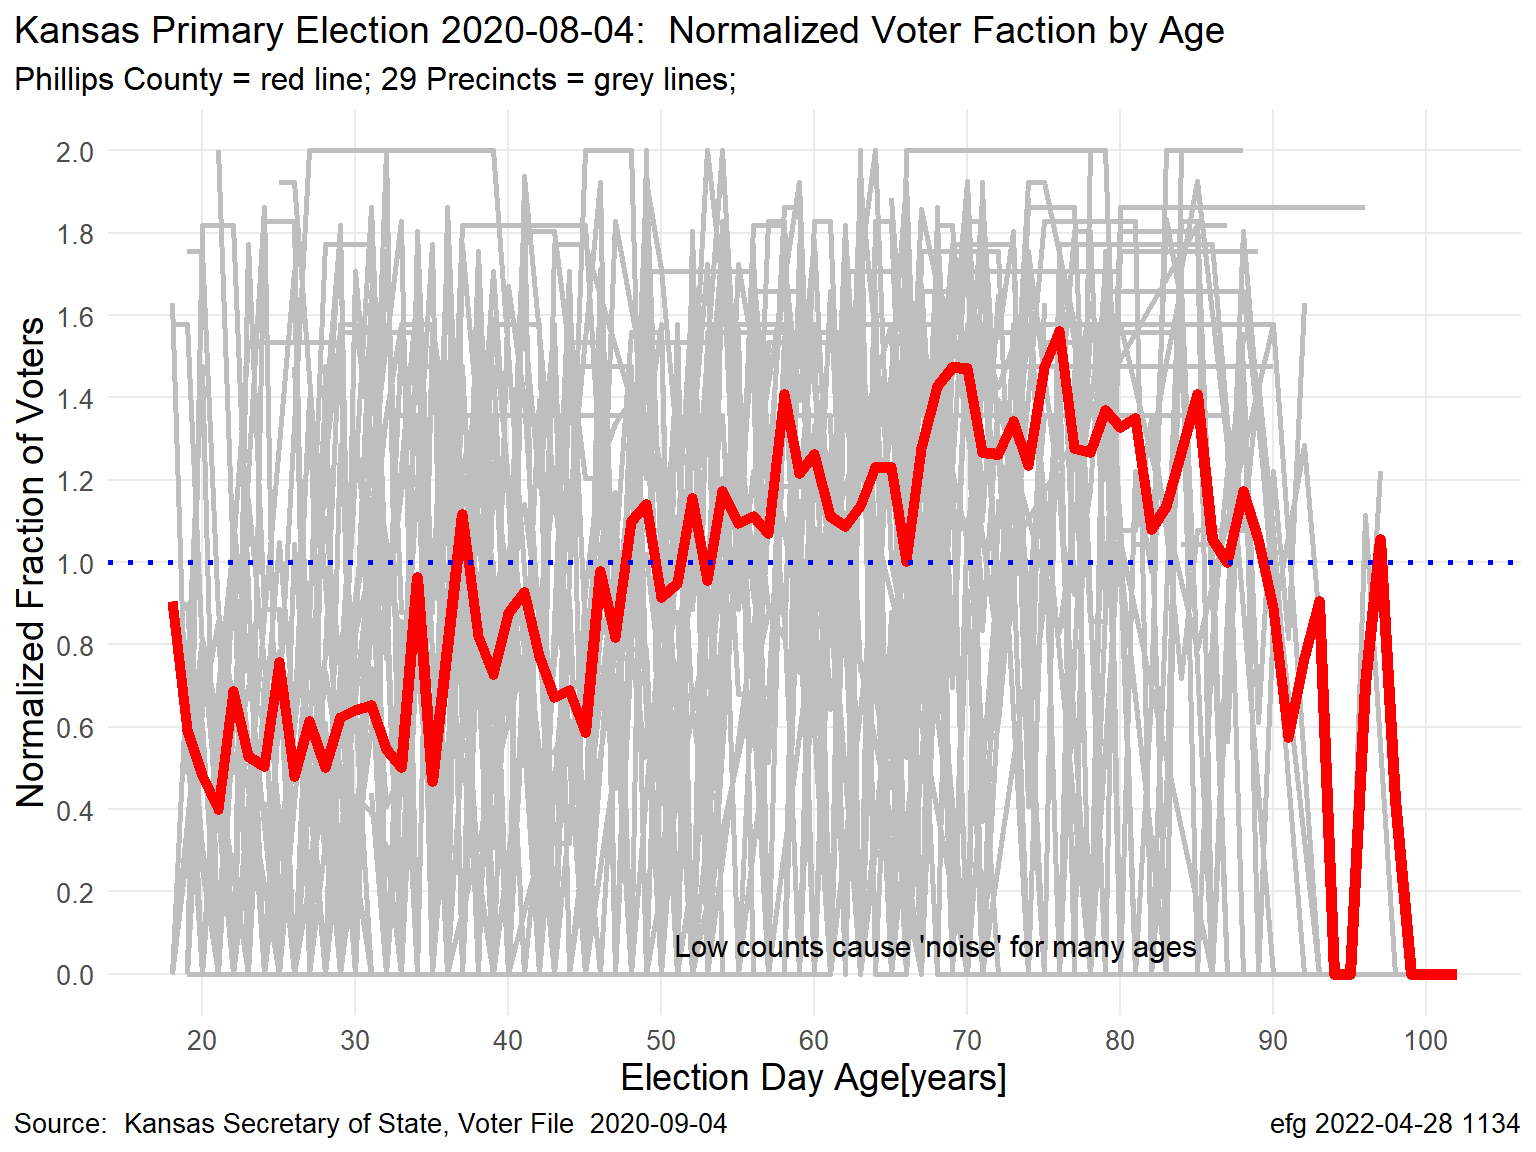 Kansas Primary Election 2020-08-04:  Normalized Voter Faction by Age
Phillips County = red line; 29 Precincts = grey lines;
Normalized Fraction of Voters
2.0
1.8
1.6
1.4
1.2
1.0
0.8
0.6
0.4
0.2
0.0
Low counts cause 'noise' for many ages
20 30 40 50 60 70 80 90 100
Election Day Age[years]
Source:  Kansas Secretary of State, Voter File  2020-09-04
efg 2022-04-28 1134